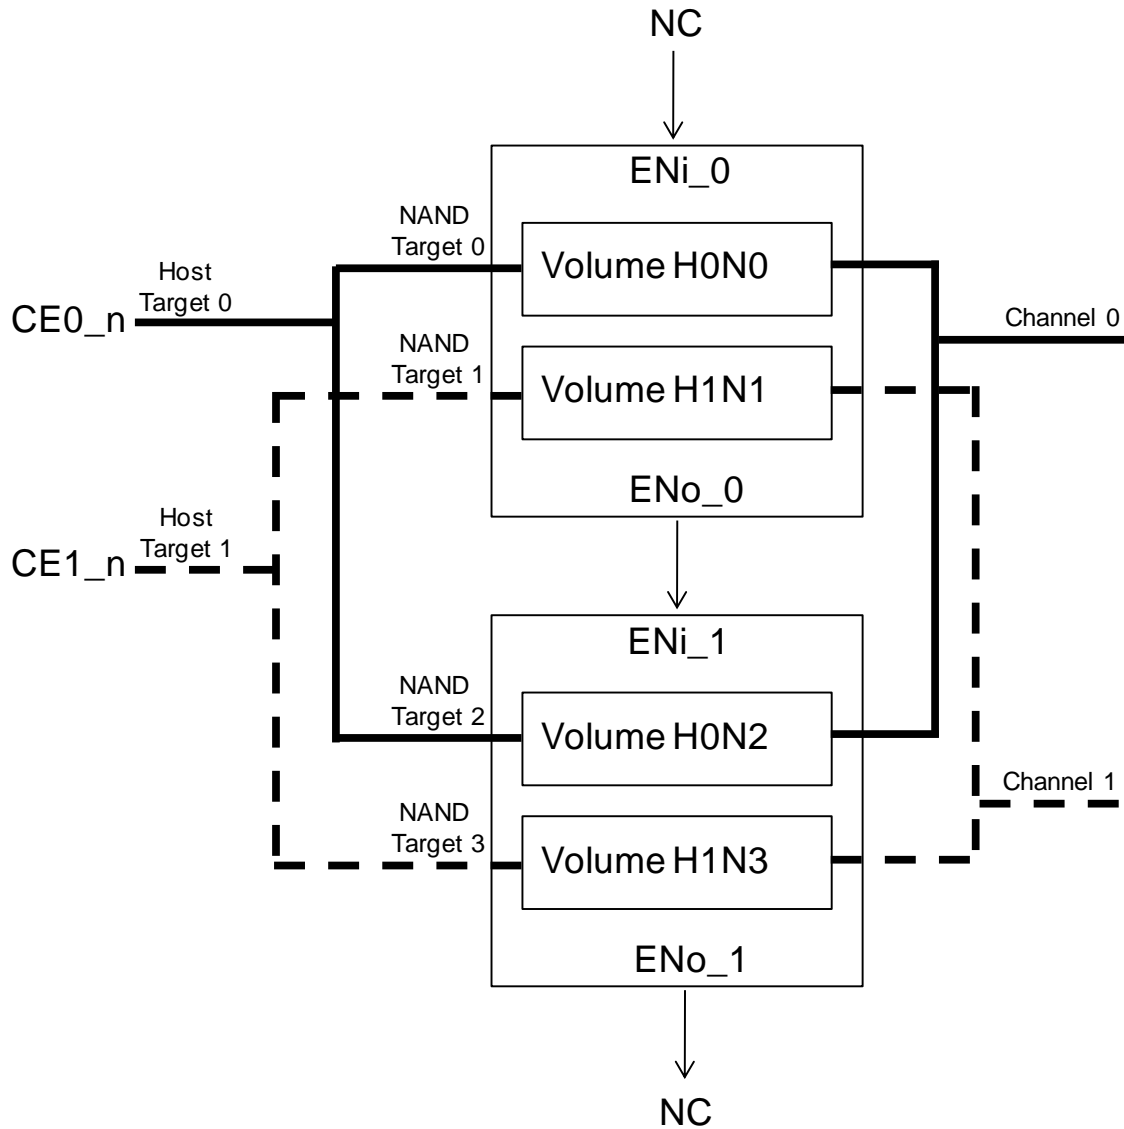 NC
ENi_0
NAND
Target 0
Volume H0N0
Host
Target 0
CE0_n
Channel 0
NAND
Target 1
Volume H1N1
ENo_0
Host
Target 1
CE1_n
ENi_1
NAND
Target 2
Volume H0N2
Channel 1
NAND
Target 3
Volume H1N3
ENo_1
NC